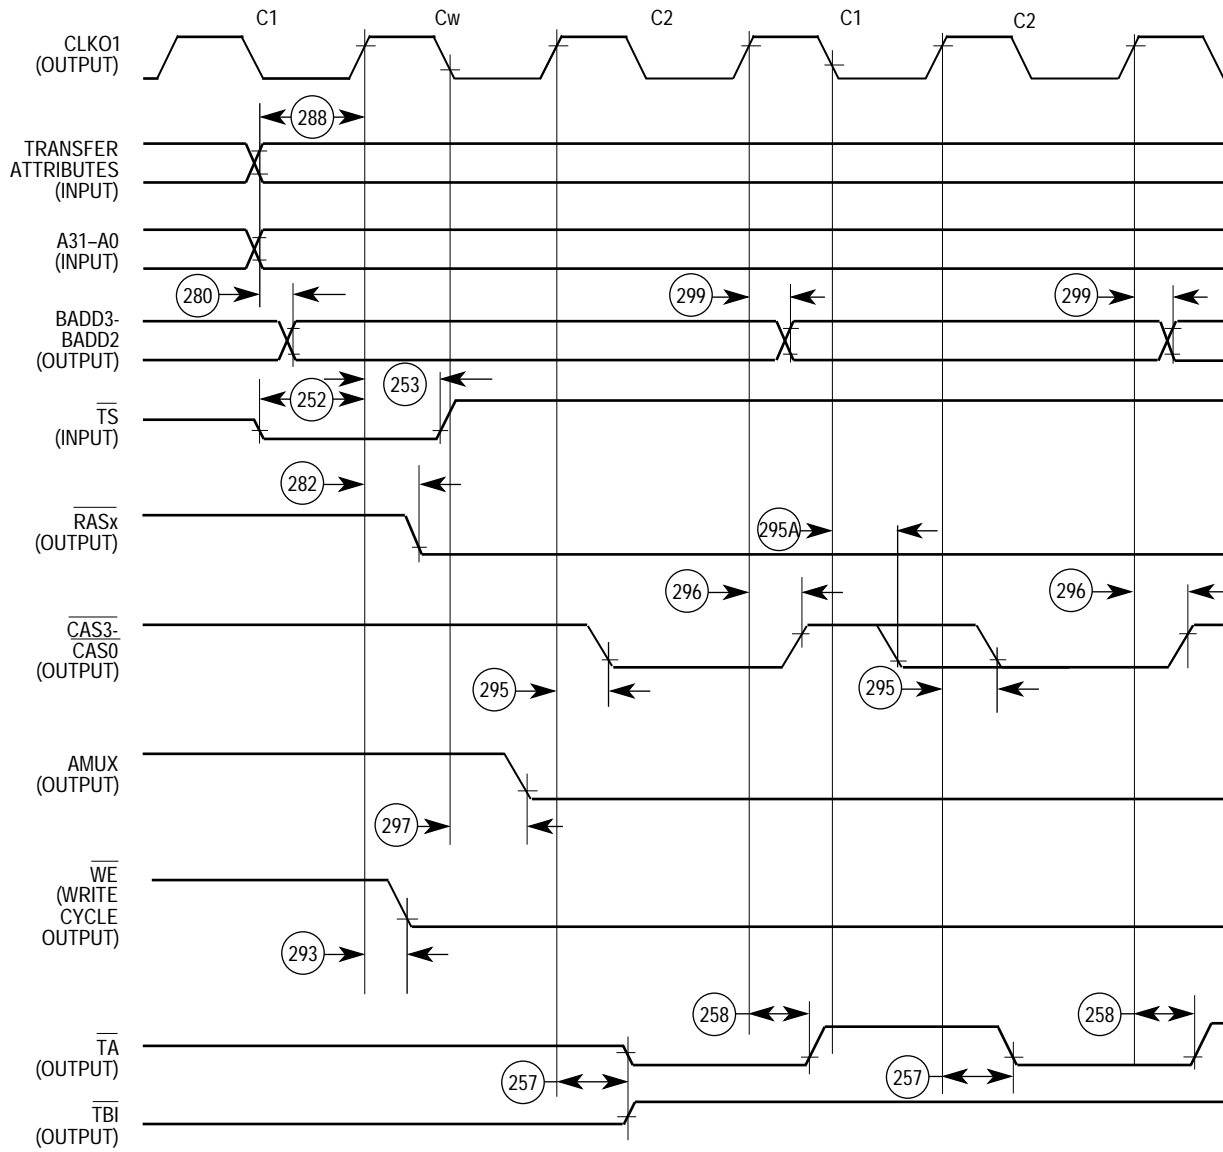 C1 Cw C2 C1 C2
CLKO1
(OUTPUT)
288
TRANSFER
ATTRIBUTES
(INPUT)
A31–A0
(INPUT)
280 299 299
BADD3-
BADD2
(OUTPUT)
252 253
TS
(INPUT)
282
RASx
(OUTPUT)
295A
296 296
CAS3-
CAS0
(OUTPUT)
295 295
AMUX
(OUTPUT)
297
WE
(WRITE
CYCLE
OUTPUT)
293
258 258
TA
(OUTPUT)
257 257
TBI
(OUTPUT)